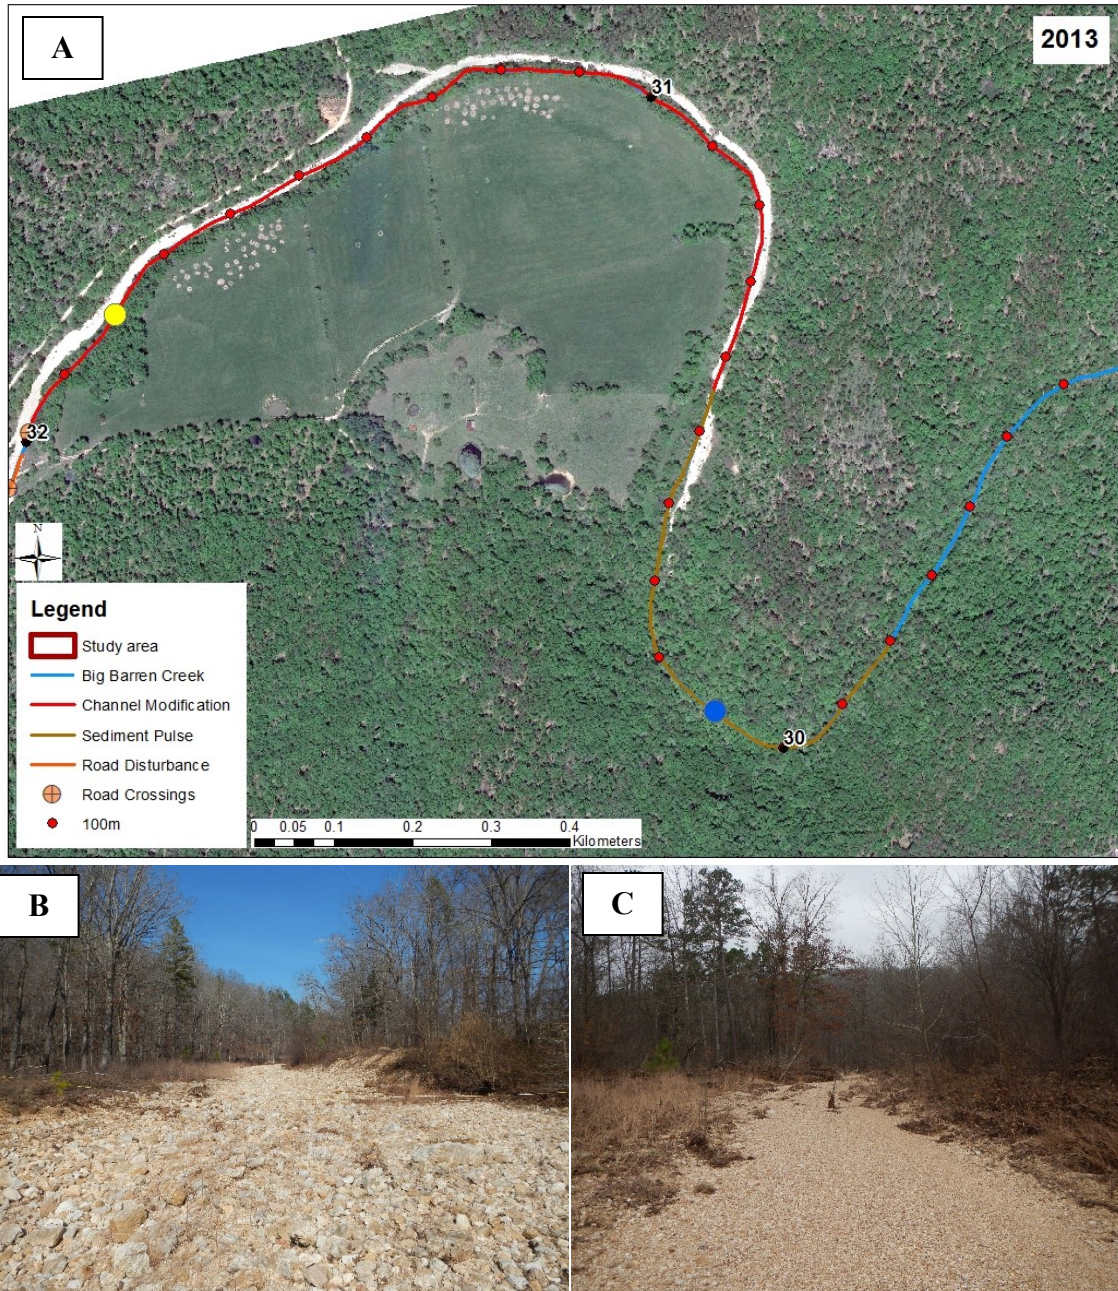 A
2013
31
32
30
N
Legend
Study area
Big Barren Creek
Channel Modification
Sediment Pulse
Road Disturbance
Road Crossings
100m
0 0.05 0.1 0.2 0.3 0.4
Kilometers
B
C